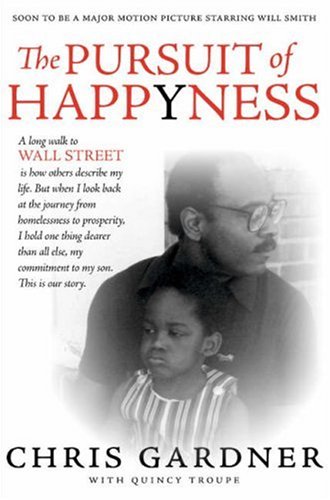 SOON TO BE A MAJOR MOTION PICTURE STARRING WILL SMITH
The PURSUIT of
HAPPYNESS
A long walk to
WALL STREET
is how others describe my
life. But when I look back
at the journey from
homelessness to prosperity,
I hold one thing dearer
than all else, my
commitment to my son.
This is our story.
CHRIS GARDNER
WITH QUINCY TROUPE